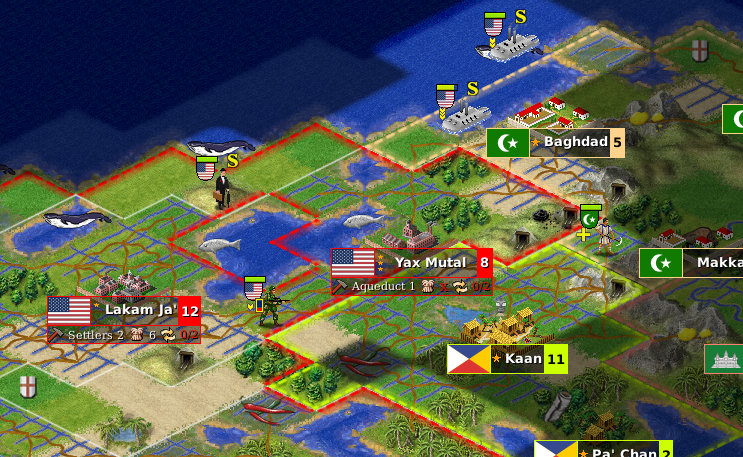 S
S
Baghdad 5
S
Yax Mutal 8
Makka
Aqueduct 1 X 0/2
Lakam Ja' 12
Settlers 2 6 0/2
Kaan 11
Pa' Chan 2